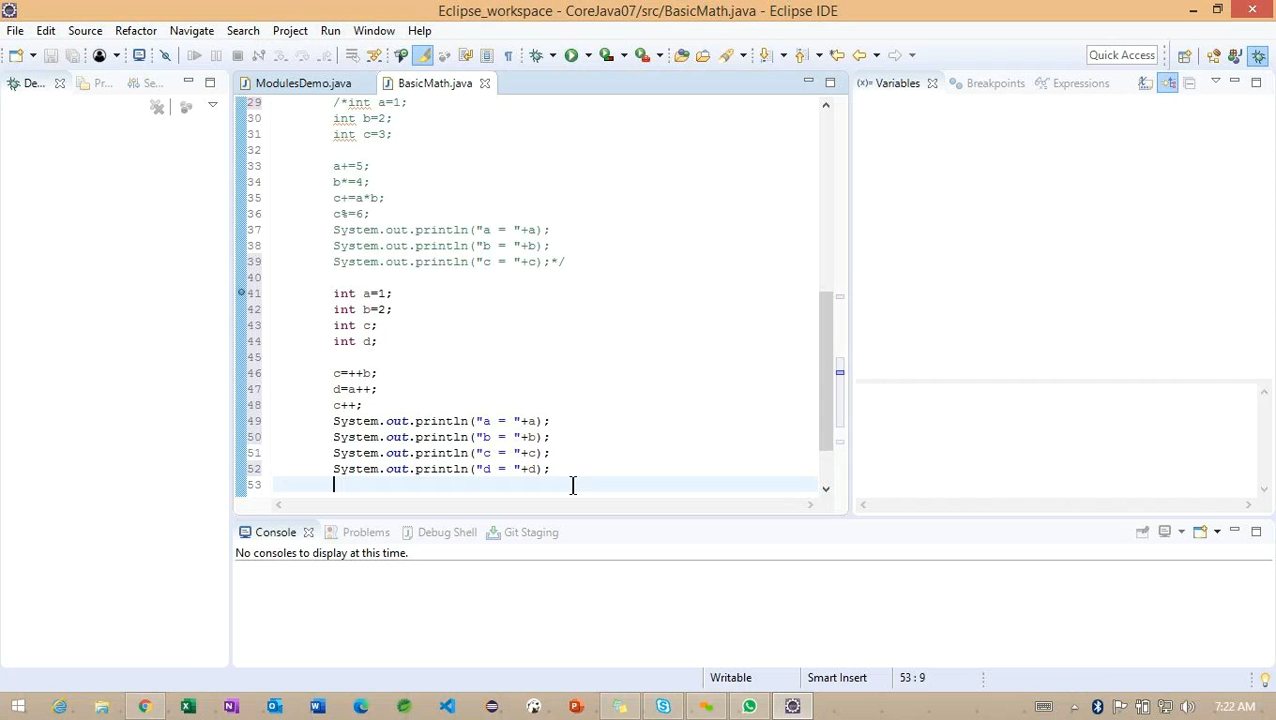 Eclipse_workspace - CoreJava07/src/BasicMath.java - Eclipse IDE
File Edit Source Refactor Navigate Search Project Run Window Help
Quick Access
De... Pr... Se... ModulesDemo.java BasicMath.java (x)= Variables Breakpoints Expressions
29 /*int a=1;
30 int b=2;
31 int c=3;
32
33 a+=5;
34 b*=4;
35 c+=a*b;
36 c%=6;
37 System.out.println("a = "+a);
38 System.out.println("b = "+b);
39 System.out.println("c = "+c);*/
40
41 int a=1;
42 int b=2;
43 int c;
44 int d;
45
46 c=++b;
47 d=a++;
48 c++;
49 System.out.println("a = "+a);
50 System.out.println("b = "+b);
51 System.out.println("c = "+c);
52 System.out.println("d = "+d);
53
Console Problems Debug Shell Git Staging
No consoles to display at this time.
Writable Smart Insert 53 : 9
7:22 AM